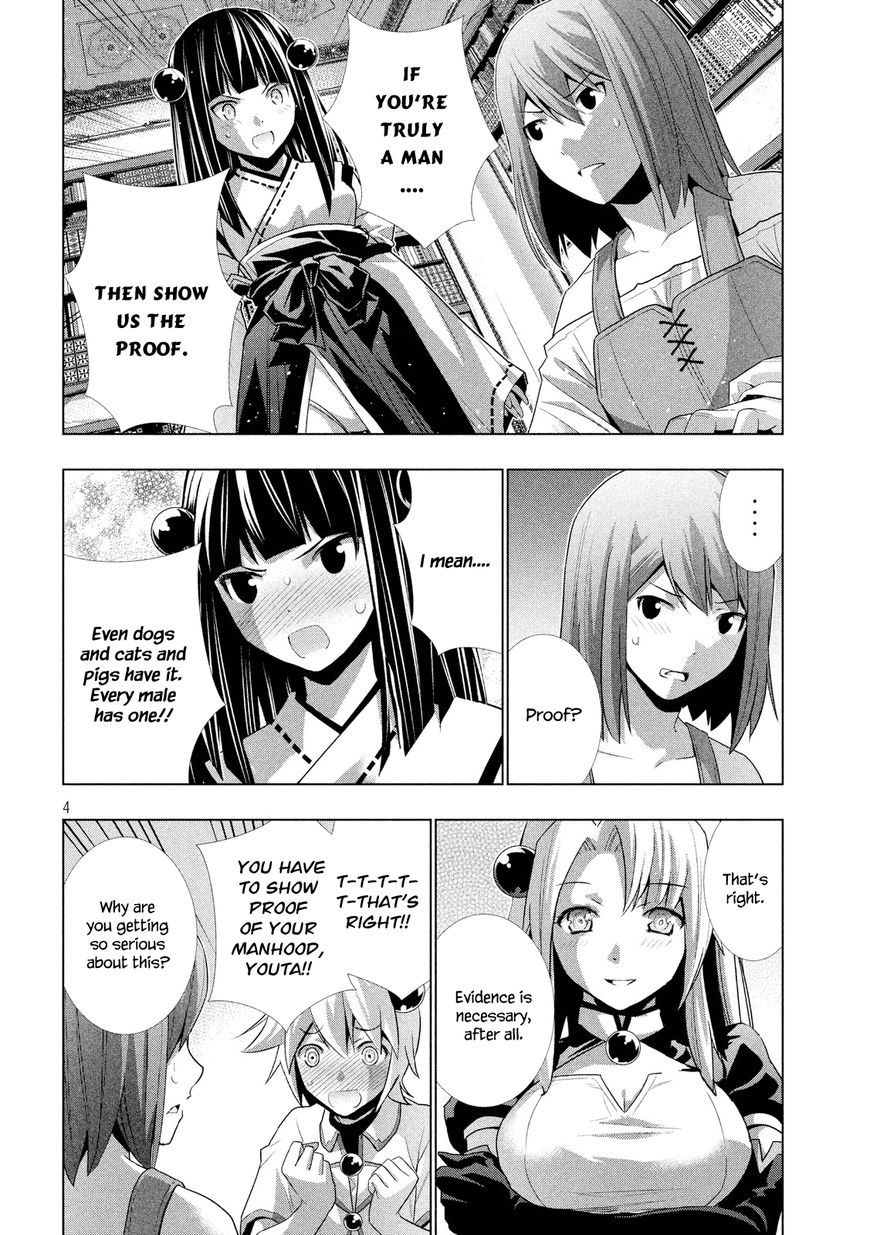 IF
YOU'RE
TRULY
A MAN
....
THEN SHOW
US THE
PROOF.
....
Proof?
I mean....
Even dogs
and cats and
pigs have it.
Every male
has one!!
4
That's
right.
Evidence is
necessary,
after all.
T-T-T-T-
T-THAT'S
RIGHT!!
YOU HAVE
TO SHOW
PROOF
OF YOUR
MANHOOD,
YOUTA!!
Why are
you getting
so serious
about this?